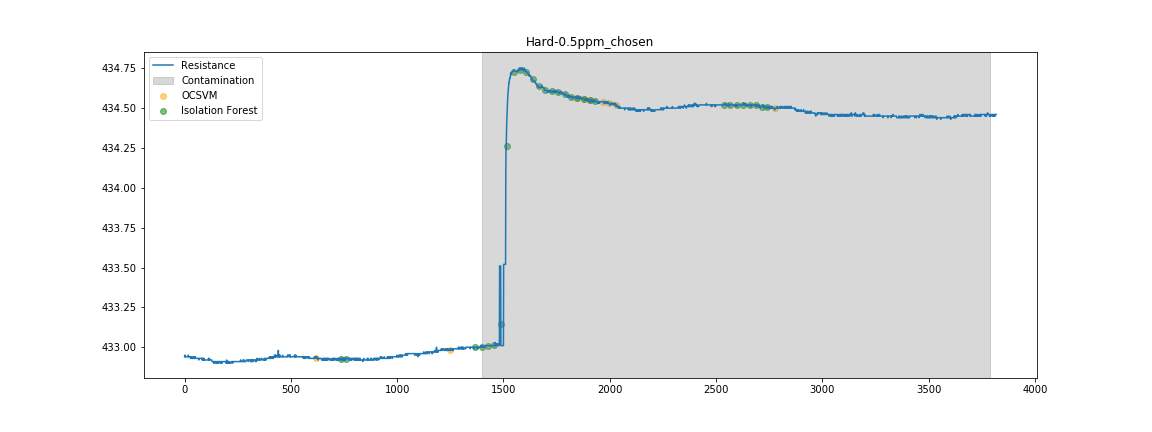 Hard-0.5ppm_chosen
Resistance
Contamination
OCSVM
Isolation Forest
434.75
434.50
434.25
434.00
433.75
433.50
433.25
433.00
0 500 1000 1500 2000 2500 3000 3500 4000